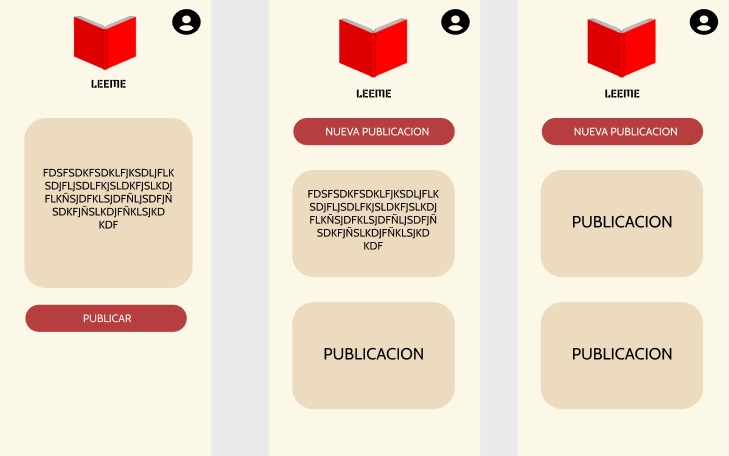 LEEME
FDSFSDKFSDKLFJKSDLJFLK
SDJFLJSDLFKJSLDKFJSLKDJ
FLKÑSJDFKLSJDFÑLJSDFJÑ
SDKFJÑSLKDJFÑKLSJKD
KDF
PUBLICAR
LEEME
NUEVA PUBLICACION
FDSFSDKFSDKLFJKSDLJFLK
SDJFLJSDLFKJSLDKFJSLKDJ
FLKÑSJDFKLSJDFÑLJSDFJÑ
SDKFJÑSLKDJFÑKLSJKD
KDF
PUBLICACION
LEEME
NUEVA PUBLICACION
PUBLICACION
PUBLICACION